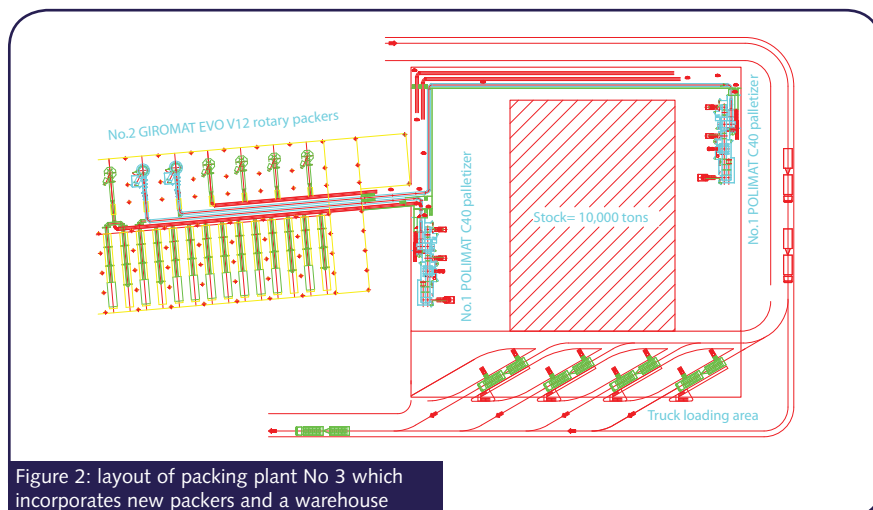 No.2 GIROMAT EVO V12 rotary packers
No.1 POLIMAT C40 palletizer
Stock= 10,000 tons
No.1 POLIMAT C40 palletizer
Truck loading area
Figure 2: layout of packing plant No 3 which
incorporates new packers and a warehouse